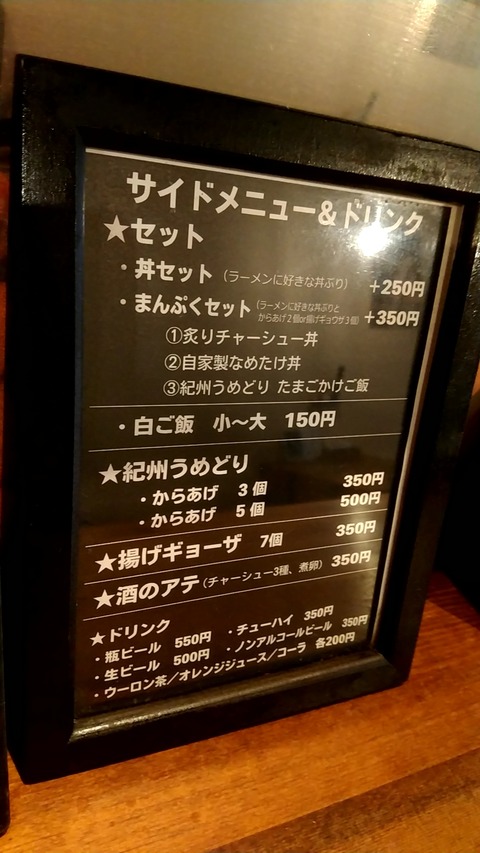 サイドメニュー＆ドリンク
★セット
・丼セット（ラーメンに好きな丼ぶり） +250円
・まんぷくセット（ラーメンに好きな丼ぶりと からあげ2個or揚げギョウザ3個） +350円
①炙りチャーシュー丼
②自家製なめたけ丼
③紀州うめどり たまごかけご飯
・白ご飯 小〜大 150円
★紀州うめどり
・からあげ 3個 350円
・からあげ 5個 500円
★揚げギョーザ 7個 350円
★酒のアテ（チャーシュー3種、煮卵） 350円
★ドリンク
・瓶ビール 550円 ・チューハイ 350円
・生ビール 500円 ・ノンアルコールビール 350円
・ウーロン茶／オレンジジュース／コーラ 各200円